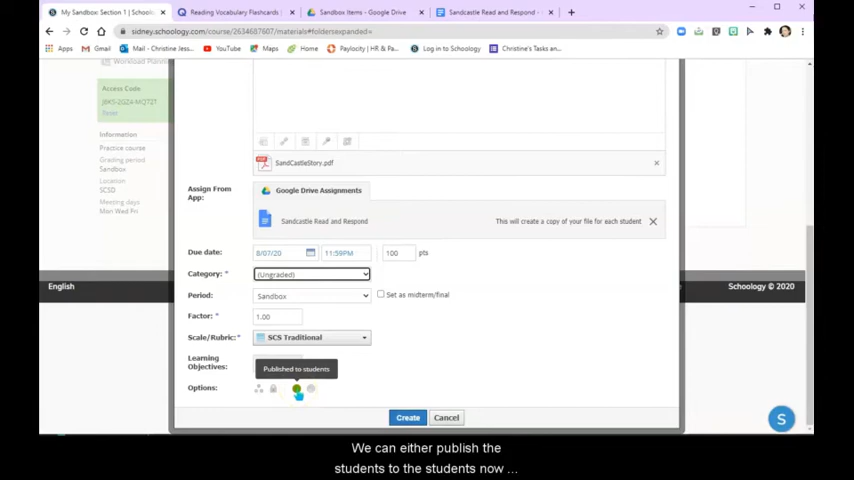 My Sandbox: Section 1 | Schoolo
Reading Vocabulary Flashcards
Sandbox Items - Google Drive
Sandcastle Read and Respond -
sidney.schoology.com/course/2634687607/materials#foldersexpanded=
Apps
Gmail
Mail - Christine Jess...
YouTube
Maps
Home
Paylocity | HR & Pa...
Log in to Schoology
Christine's Tasks an...
Workload Planni
Access Code
Reset
Information
Practice course
Grading period
Sandbox
Location
SCSD
Meeting days
Mon Wed Fri
SandCastleStory.pdf
Assign From
App:
Google Drive Assignments
Sandcastle Read and Respond
This will create a copy of your file for each student
Due date:
8/07/20
11:59PM
100
pts
Category: *
(Ungraded)
English
Schoology © 2020
Period:
Sandbox
Set as midterm/final
Factor: *
1.00
Scale/Rubric: *
SCS Traditional
Learning
Objectives:
Published to students
Options:
Create
Cancel
S
We can either publish the
students to the students now ...